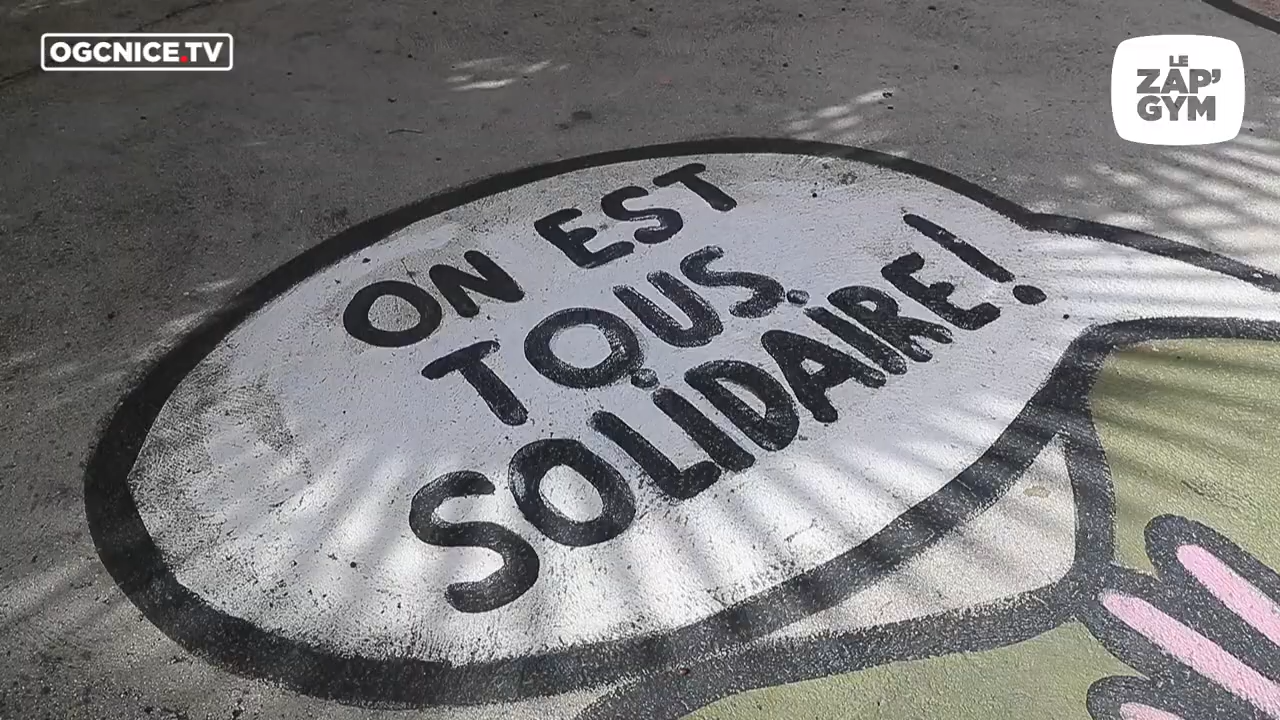 OGCNICE.TV
LE
ZAP'
GYM
ON EST
TOUS
SOLIDAIRE!